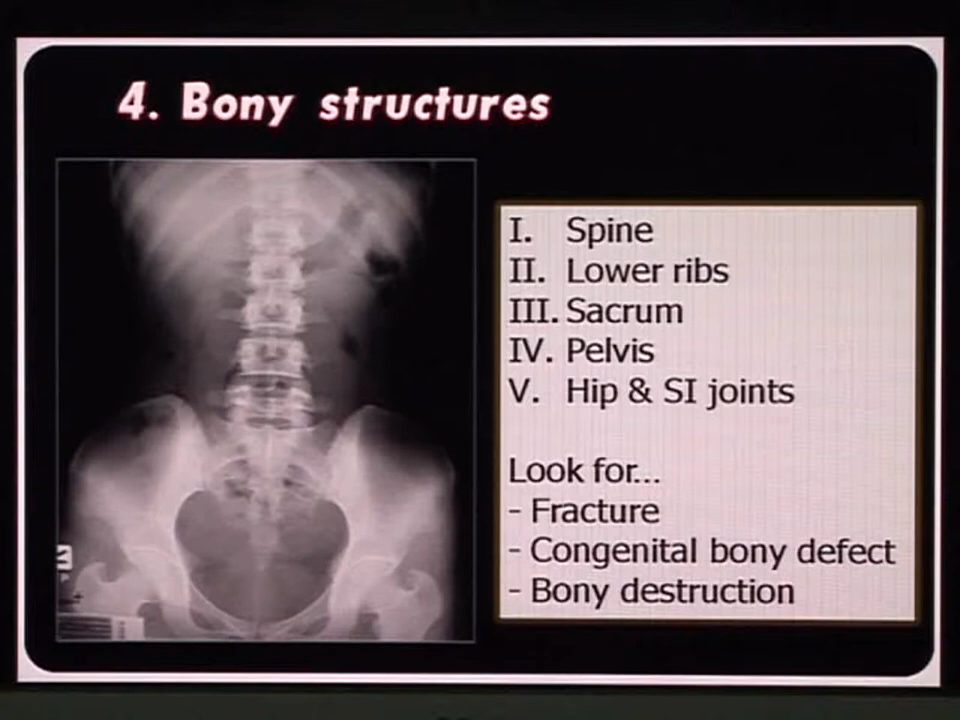 4. Bony structures
I. Spine
II. Lower ribs
III. Sacrum
IV. Pelvis
V. Hip & SI joints
Look for...
- Fracture
- Congenital bony defect
- Bony destruction